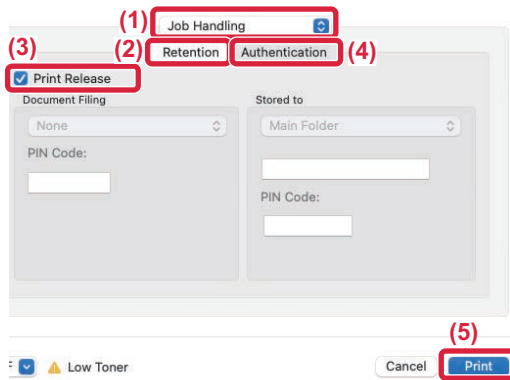 (1)
Job Handling
(3) (2) Retention Authentication (4)
Print Release
Document Filing Stored to
None Main Folder
PIN Code:
PIN Code:
(5)
Low Toner Cancel Print